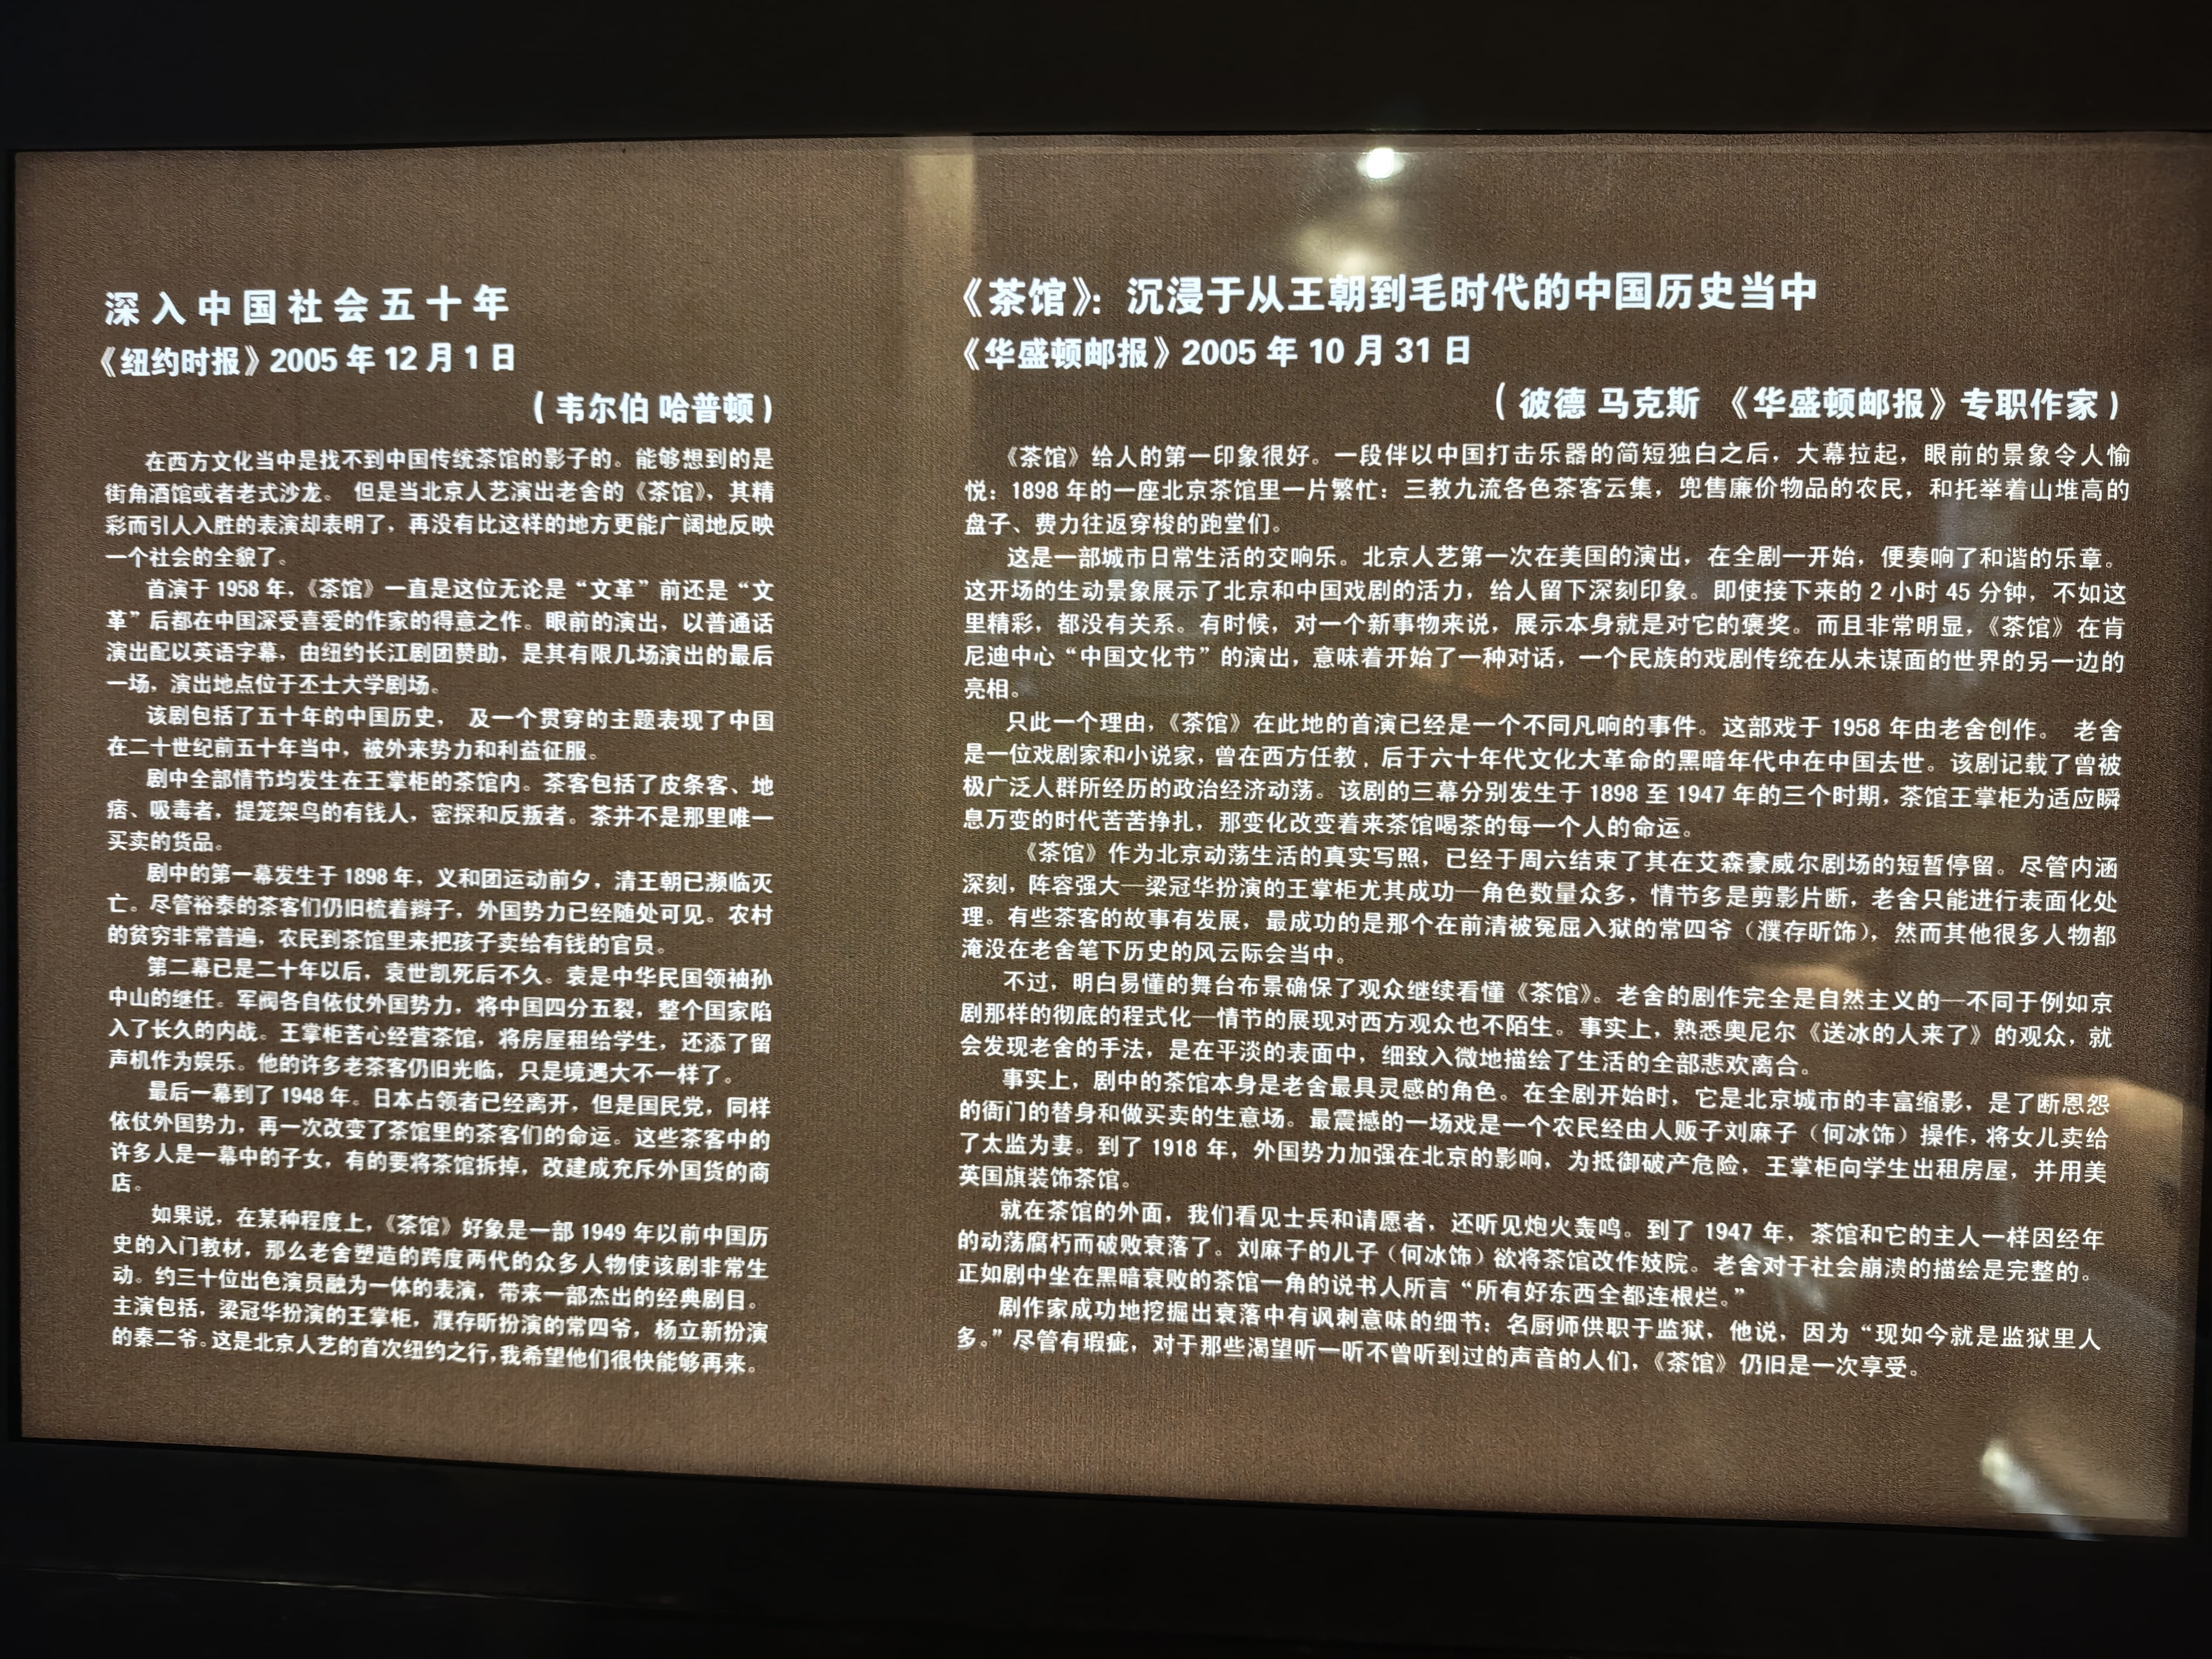 深入中国社会五十年
《纽约时报》2005 年 12 月 1 日
（韦尔伯 哈普顿）
在西方文化当中是找不到中国传统茶馆的影子的。能够想到的是
街角酒馆或者老式沙龙。 但是当北京人艺演出老舍的《茶馆》，其精
彩而引人入胜的表演却表明了，再没有比这样的地方更能广阔地反映
一个社会的全貌了。
首演于 1958 年，《茶馆》一直是这位无论是“文革”前还是“文
革”后都在中国深受喜爱的作家的得意之作。眼前的演出，以普通话
演出配以英语字幕，由纽约长江剧团赞助，是其有限几场演出的最后
一场，演出地点位于丕士大学剧场。
该剧包括了五十年的中国历史， 及一个贯穿的主题表现了中国
在二十世纪前五十年当中，被外来势力和利益征服。
剧中全部情节均发生在王掌柜的茶馆内。茶客包括了皮条客、地
痞、吸毒者，提笼架鸟的有钱人，密探和反叛者。茶并不是那里唯一
买卖的货品。
剧中的第一幕发生于 1898 年，义和团运动前夕，清王朝已濒临灭
亡。尽管裕泰的茶客们仍旧梳着辫子，外国势力已经随处可见。农村
的贫穷非常普遍，农民到茶馆里来把孩子卖给有钱的官员。
第二幕已是二十年以后，袁世凯死后不久。袁是中华民国领袖孙
中山的继任。军阀各自依仗外国势力，将中国四分五裂，整个国家陷
入了长久的内战。王掌柜苦心经营茶馆，将房屋租给学生，还添了留
声机作为娱乐。他的许多老茶客仍旧光临，只是境遇大不一样了。
最后一幕到了 1948 年。日本占领者已经离开，但是国民党，同样
依仗外国势力，再一次改变了茶馆里的茶客们的命运。这些茶客中的
许多人是一幕中的子女，有的要将茶馆拆掉，改建成充斥外国货的商
店。
如果说，在某种程度上，《茶馆》好象是一部 1949 年以前中国历
史的入门教材，那么老舍塑造的跨度两代的众多人物使该剧非常生
动。约三十位出色演员融为一体的表演，带来一部杰出的经典剧目。
主演包括，梁冠华扮演的王掌柜，濮存昕扮演的常四爷，杨立新扮演
的秦二爷。这是北京人艺的首次纽约之行，我希望他们很快能够再来。
《茶馆》：沉浸于从王朝到毛时代的中国历史当中
《华盛顿邮报》2005 年 10 月 31 日
（ 彼德 马克斯 《华盛顿邮报》专职作家）
《茶馆》给人的第一印象很好。一段伴以中国打击乐器的简短独白之后，大幕拉起，眼前的景象令人愉
悦：1898 年的一座北京茶馆里一片繁忙：三教九流各色茶客云集，兜售廉价物品的农民，和托举着山堆高的
盘子、费力往返穿梭的跑堂们。
这是一部城市日常生活的交响乐。北京人艺第一次在美国的演出，在全剧一开始，便奏响了和谐的乐章。
这开场的生动景象展示了北京和中国戏剧的活力，给人留下深刻印象。即使接下来的 2 小时 45 分钟，不如这
里精彩，都没有关系。有时候，对一个新事物来说，展示本身就是对它的褒奖。而且非常明显，《茶馆》在肯
尼迪中心“中国文化节”的演出，意味着开始了一种对话，一个民族的戏剧传统在从未谋面的世界的另一边的
亮相。
只此一个理由，《茶馆》在此地的首演已经是一个不同凡响的事件。这部戏于 1958 年由老舍创作。 老舍
是一位戏剧家和小说家，曾在西方任教，后于六十年代文化大革命的黑暗年代中在中国去世。该剧记载了曾被
极广泛人群所经历的政治经济动荡。该剧的三幕分别发生于 1898 至 1947 年的三个时期，茶馆王掌柜为适应瞬
息万变的时代苦苦挣扎，那变化改变着来茶馆喝茶的每一个人的命运。
《茶馆》作为北京动荡生活的真实写照，已经于周六结束了其在艾森豪威尔剧场的短暂停留。尽管内涵
深刻，阵容强大—梁冠华扮演的王掌柜尤其成功—角色数量众多，情节多是剪影片断，老舍只能进行表面化处
理。有些茶客的故事有发展，最成功的是那个在前清被冤屈入狱的常四爷（濮存昕饰），然而其他很多人物都
淹没在老舍笔下历史的风云际会当中。
不过，明白易懂的舞台布景确保了观众继续看懂《茶馆》。老舍的剧作完全是自然主义的—不同于例如京
剧那样的彻底的程式化—情节的展现对西方观众也不陌生。事实上，熟悉奥尼尔《送冰的人来了》的观众，就
会发现老舍的手法，是在平淡的表面中，细致入微地描绘了生活的全部悲欢离合。
事实上，剧中的茶馆本身是老舍最具灵感的角色。在全剧开始时，它是北京城市的丰富缩影，是了断恩怨
的衙门的替身和做买卖的生意场。最震撼的一场戏是一个农民经由人贩子刘麻子（何冰饰）操作，将女儿卖给
了太监为妻。到了 1918 年，外国势力加强在北京的影响，为抵御破产危险，王掌柜向学生出租房屋，并用美
英国旗装饰茶馆。
就在茶馆的外面，我们看见士兵和请愿者，还听见炮火轰鸣。到了 1947 年，茶馆和它的主人一样因经年
的动荡腐朽而破败衰落了。刘麻子的儿子（何冰饰）欲将茶馆改作妓院。老舍对于社会崩溃的描绘是完整的。
正如剧中坐在黑暗衰败的茶馆一角的说书人所言“所有好东西全都连根烂。”
剧作家成功地挖掘出衰落中有讽刺意味的细节：名厨师供职于监狱，他说，因为“现如今就是监狱里人
多。”尽管有瑕疵，对于那些渴望听一听不曾听到过的声音的人们，《茶馆》仍旧是一次享受。